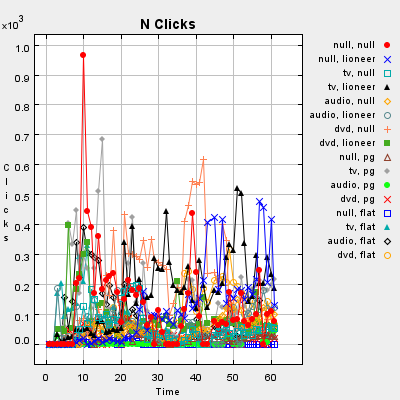 N Clicks
×10³
1.0
0.9
0.8
0.7
0.6
0.5
0.4
0.3
0.2
0.1
0.0
Clicks
0 10 20 30 40 50 60
Time
null, null
null, lioneer
tv, null
tv, lioneer
audio, null
audio, lioneer
dvd, null
dvd, lioneer
null, pg
tv, pg
audio, pg
dvd, pg
null, flat
tv, flat
audio, flat
dvd, flat